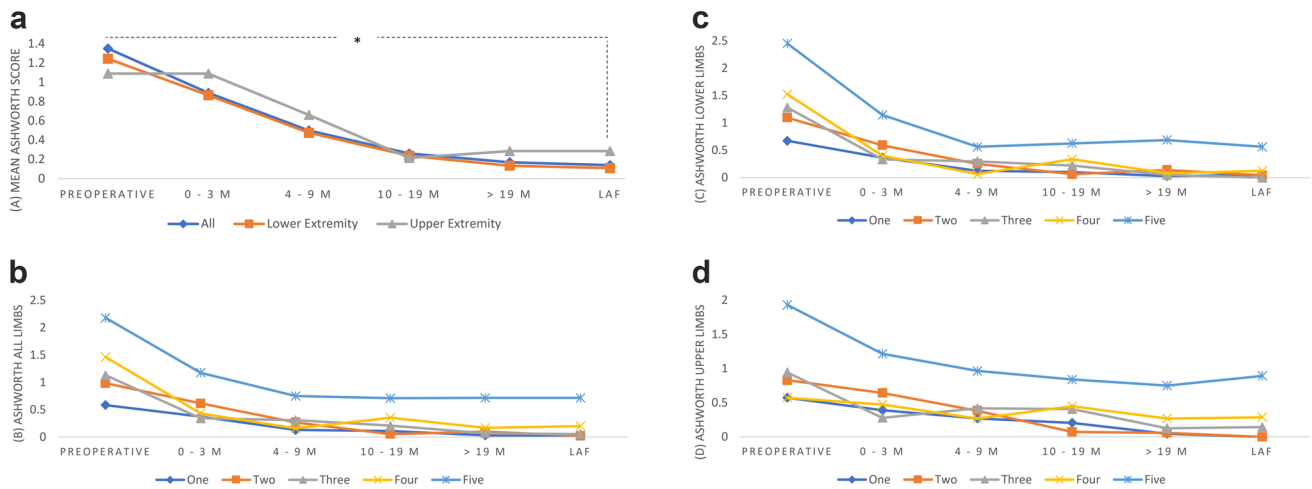 a
(A) MEAN ASHWORTH SCORE
*
1.4
1.2
1
0.8
0.6
0.4
0.2
0
PREOPERATIVE 0 - 3 M 4 - 9 M 10 - 19 M > 19 M LAF
All Lower Extremity Upper Extremity
b
(B) ASHWORTH ALL LIMBS
2.5
2
1.5
1
0.5
0
PREOPERATIVE 0 - 3 M 4 - 9 M 10 - 19 M > 19 M LAF
One Two Three Four Five
c
(C) ASHWORTH LOWER LIMBS
2.5
2
1.5
1
0.5
0
PREOPERATIVE 0 - 3 M 4 - 9 M 10 - 19 M > 19 M LAF
One Two Three Four Five
d
(D) ASHWORTH UPPER LIMBS
2
1.5
1
0.5
0
PREOPERATIVE 0 - 3 M 4 - 9 M 10 - 19 M > 19 M LAF
One Two Three Four Five